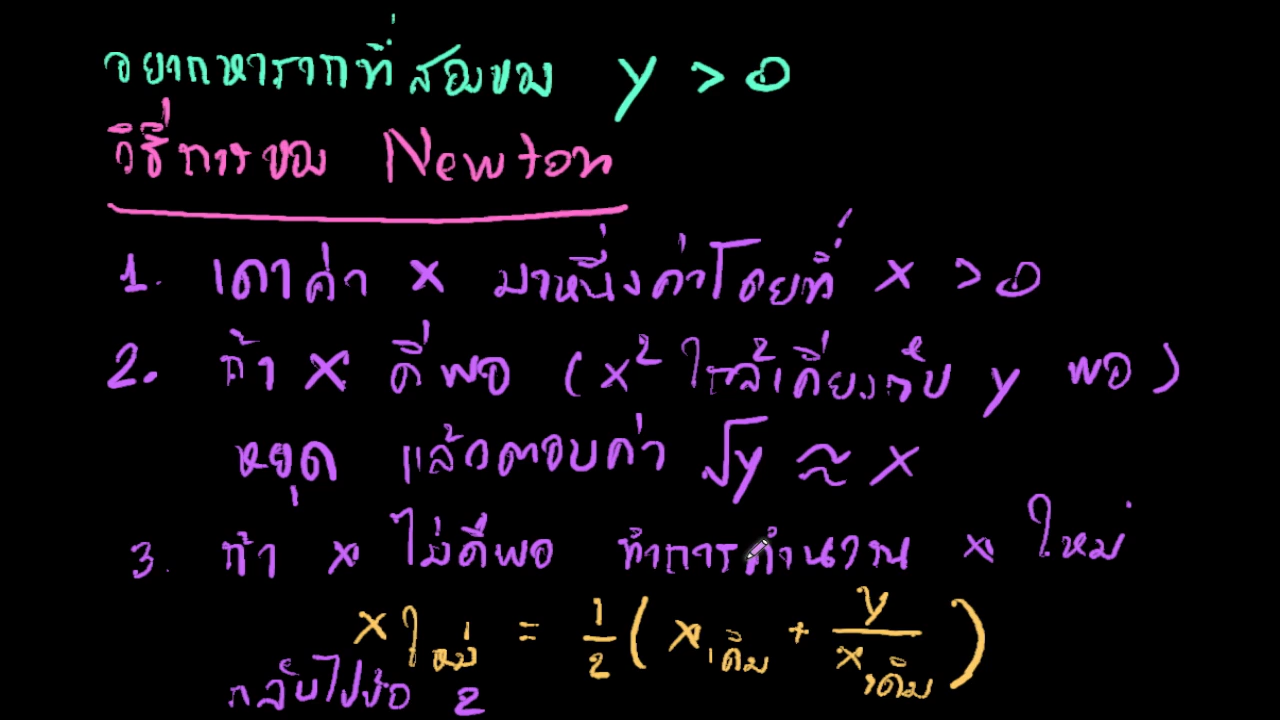 อยากหารากที่สองของ y > 0
วิธีการของ Newton
1. เดาค่า x มาหนึ่งค่าโดยที่ x > 0
2. ถ้า x ดีพอ (x² ใกล้เคียงกับ y พอ)
หยุด แล้วตอบค่า √y ≈ x
3. ถ้า x ไม่ดีพอ ทำการคำนวณ x ใหม่
x ใหม่ = 1/2 (x เดิม + y/x เดิม)
กลับไปข้อ 2